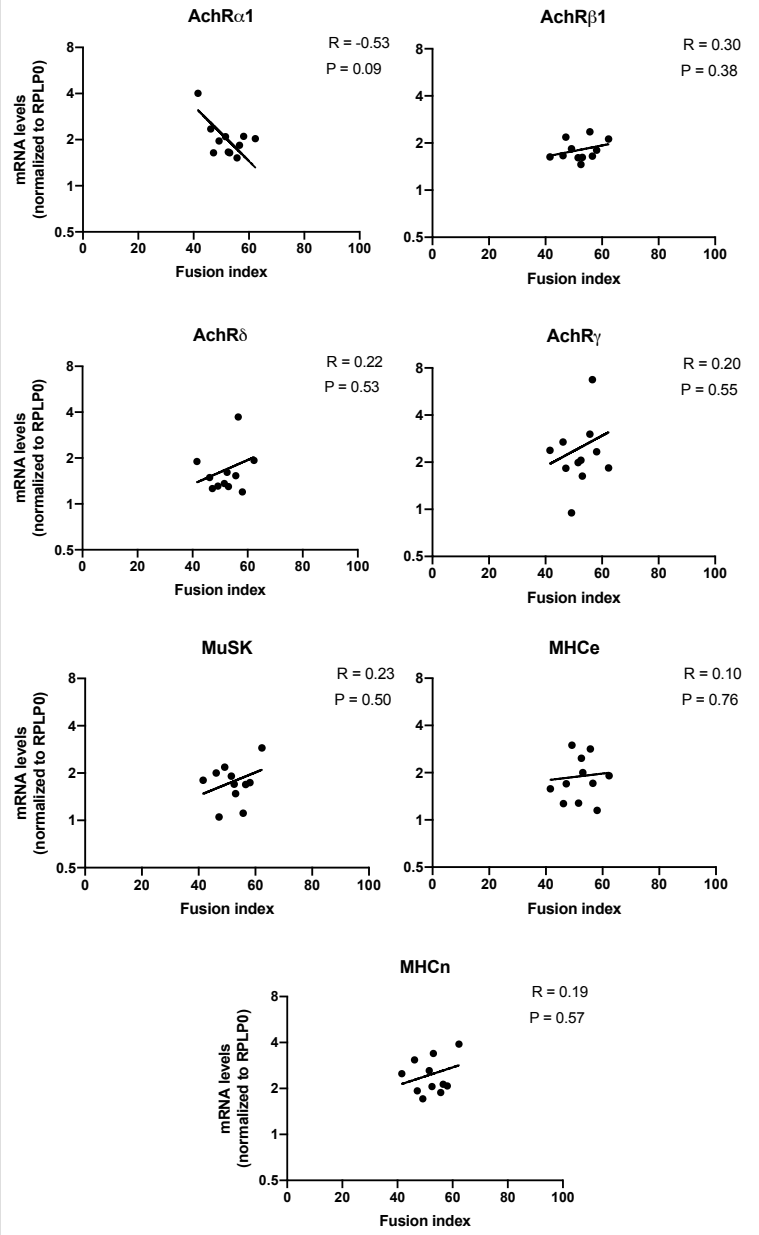 AchRα1
R = -0.53
P = 0.09
mRNA levels
(normalized to RPLP0)
8
4
2
1
0.5
0 20 40 60 80 100
Fusion index
AchRβ1
R = 0.30
P = 0.38
8
4
2
1
0.5
0 20 40 60 80 100
Fusion index
AchRδ
R = 0.22
P = 0.53
mRNA levels
(normalized to RPLP0)
8
4
2
1
0.5
0 20 40 60 80 100
Fusion index
AchRγ
R = 0.20
P = 0.55
8
4
2
1
0.5
0 20 40 60 80 100
Fusion index
MuSK
R = 0.23
P = 0.50
mRNA levels
(normalized to RPLP0)
8
4
2
1
0.5
0 20 40 60 80 100
Fusion index
MHCe
R = 0.10
P = 0.76
8
4
2
1
0.5
0 20 40 60 80 100
Fusion index
MHCn
R = 0.19
P = 0.57
mRNA levels
(normalized to RPLP0)
8
4
2
1
0.5
0 20 40 60 80 100
Fusion index